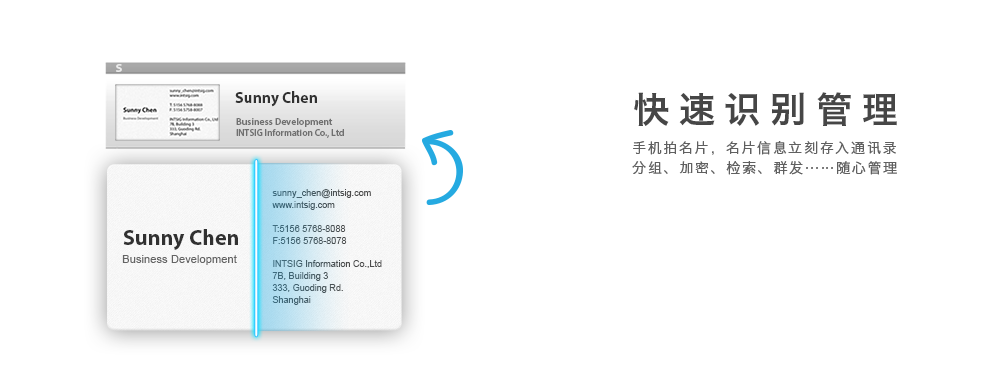 S
sunny_chen@intsig.com
www.intsig.com
Sunny Chen
Business Development
T: 5156 5768-8088
INTSIG Information Co., Ltd
7B, Building 3
333, Guoding Rd.
Shanghai
Sunny Chen
Business Development
INTSIG Information Co., Ltd
Sunny Chen
Business Development
sunny_chen@intsig.com
www.intsig.com
T:5156 5768-8088
F:5156 5768-8078
INTSIG Information Co.,Ltd
7B, Building 3
333, Guoding Rd.
Shanghai
快速识别管理
手机拍名片，名片信息立刻存入通讯录
分组、加密、检索、群发……随心管理